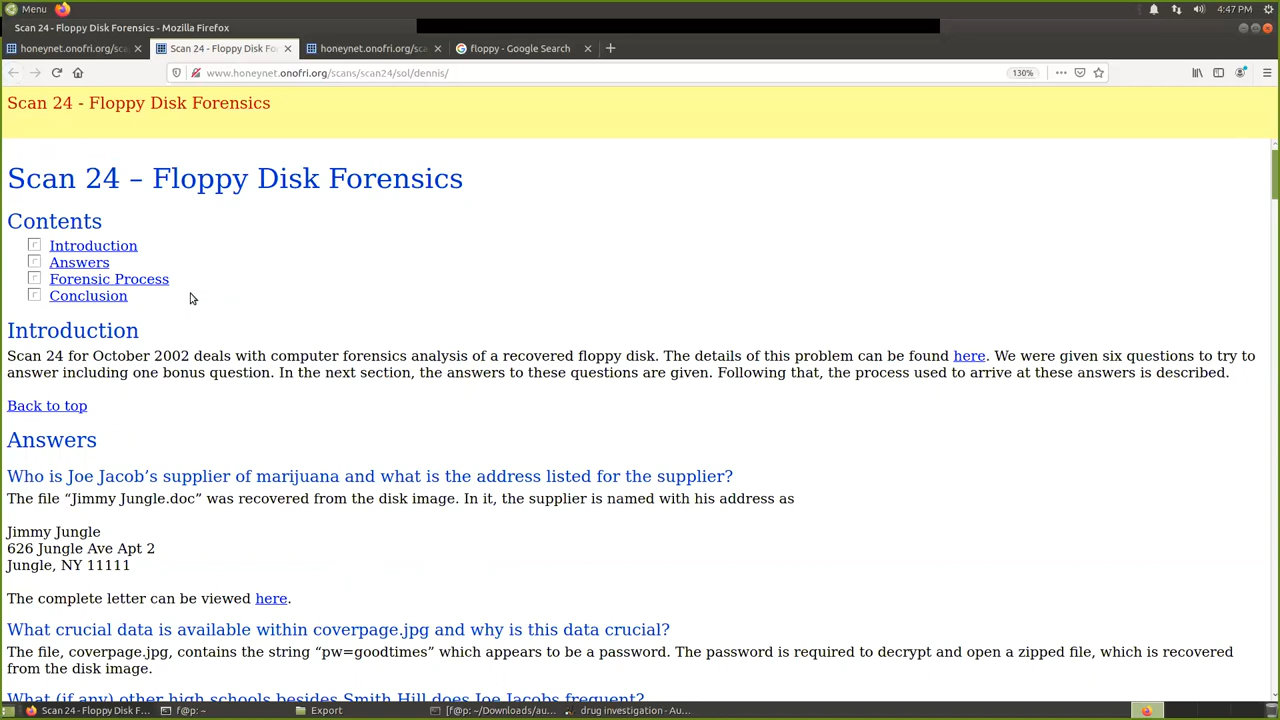 Menu
4:47 PM
Scan 24 - Floppy Disk Forensics - Mozilla Firefox
honeynet.onofri.org/sca
Scan 24 - Floppy Disk Fo
honeynet.onofri.org/sca
floppy - Google Search
www.honeynet.onofri.org/scans/scan24/sol/dennis/
130%
Scan 24 - Floppy Disk Forensics
Scan 24 – Floppy Disk Forensics
Contents
Introduction
Answers
Forensic Process
Conclusion
Introduction
Scan 24 for October 2002 deals with computer forensics analysis of a recovered floppy disk. The details of this problem can be found here. We were given six questions to try to
answer including one bonus question. In the next section, the answers to these questions are given. Following that, the process used to arrive at these answers is described.
Back to top
Answers
Who is Joe Jacob’s supplier of marijuana and what is the address listed for the supplier?
The file “Jimmy Jungle.doc” was recovered from the disk image. In it, the supplier is named with his address as
Jimmy Jungle
626 Jungle Ave Apt 2
Jungle, NY 11111
The complete letter can be viewed here.
What crucial data is available within coverpage.jpg and why is this data crucial?
The file, coverpage.jpg, contains the string “pw=goodtimes” which appears to be a password. The password is required to decrypt and open a zipped file, which is recovered
from the disk image.
What (if any) other high schools besides Smith Hill does Joe Jacobs frequent?
Scan 24 - Floppy Disk F...
f@p: ~
Export
[f@p: ~/Downloads/au...
drug investigation - Au...